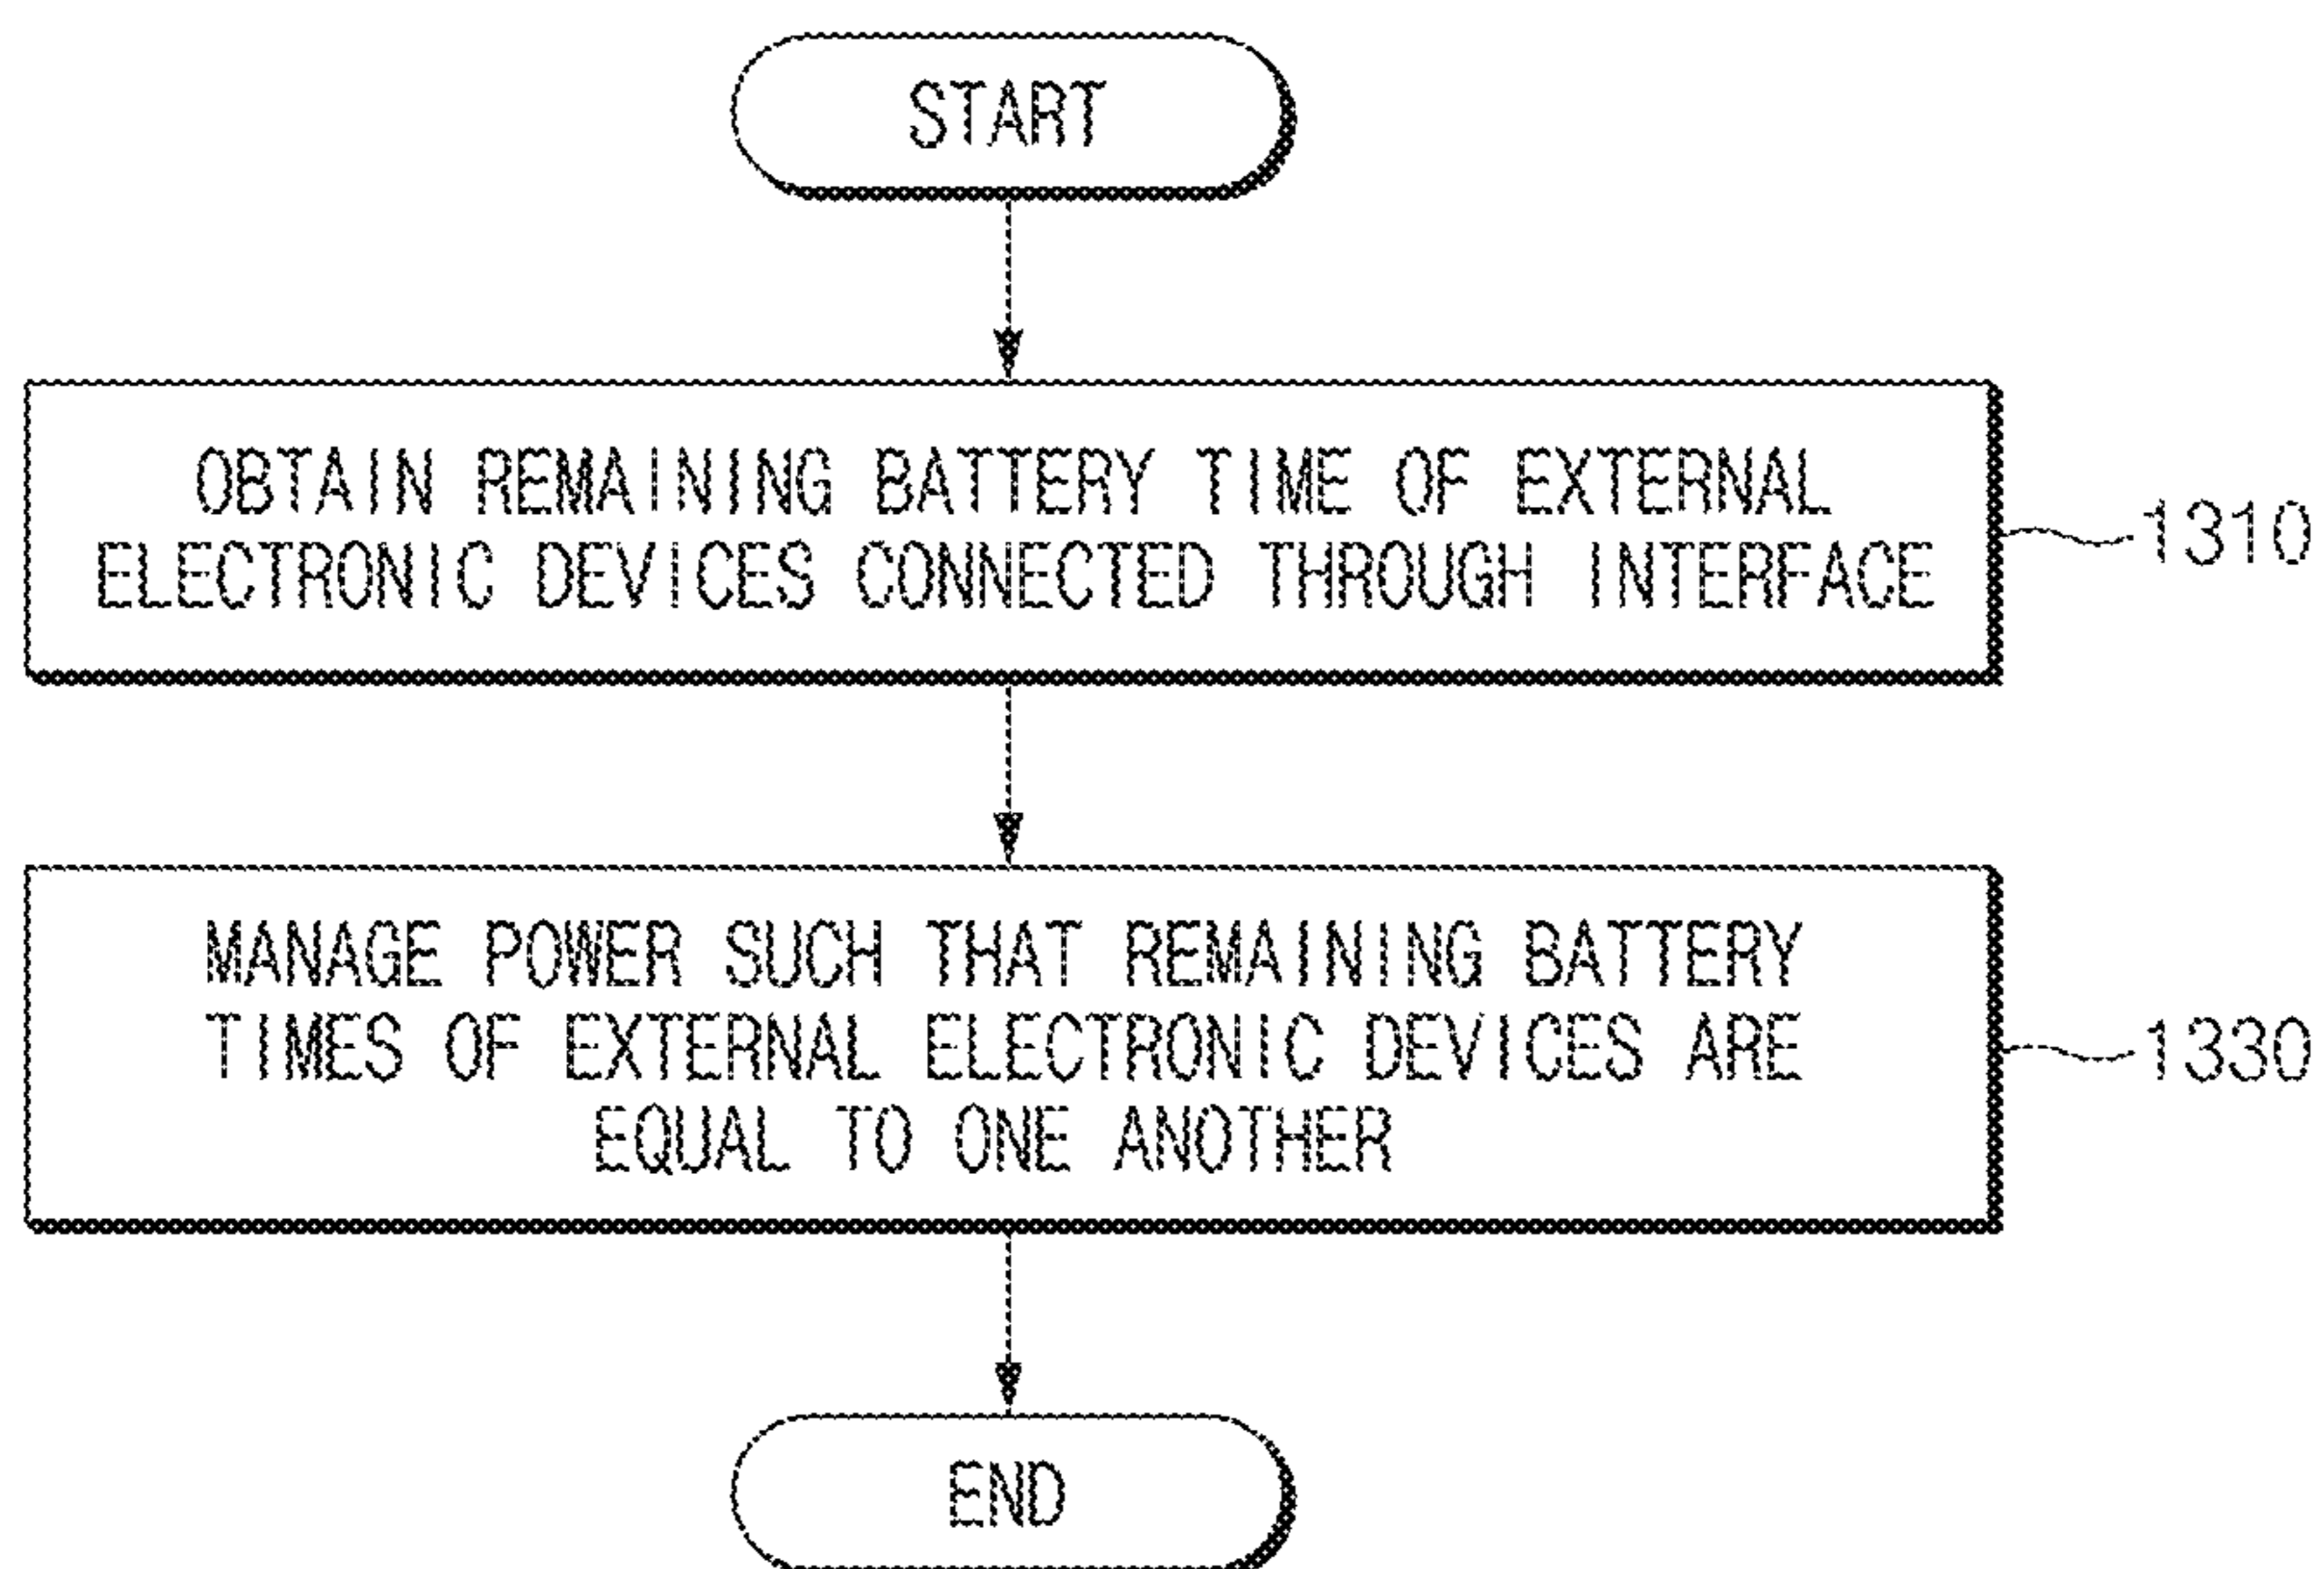 START
OBTAIN REMAINING BATTERY TIME OF EXTERNAL
ELECTRONIC DEVICES CONNECTED THROUGH INTERFACE
1310
MANAGE POWER SUCH THAT REMAINING BATTERY
TIMES OF EXTERNAL ELECTRONIC DEVICES ARE
EQUAL TO ONE ANOTHER
1330
END